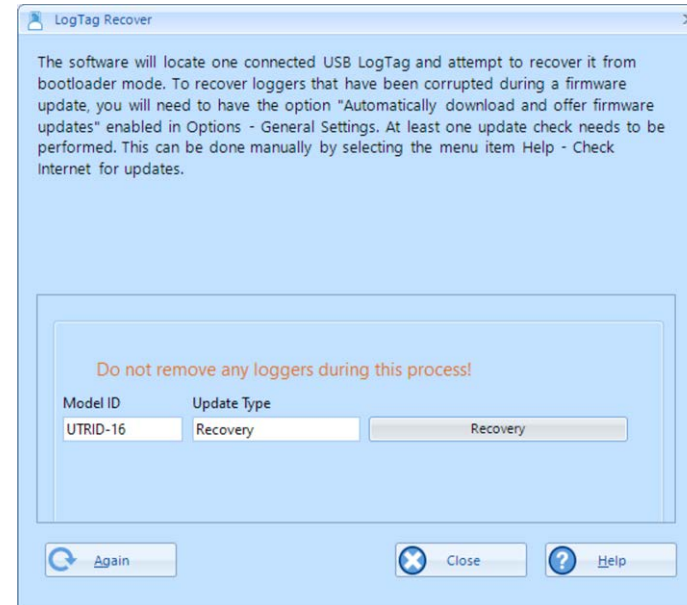 LogTag Recover
The software will locate one connected USB LogTag and attempt to recover it from
bootloader mode. To recover loggers that have been corrupted during a firmware
update, you will need to have the option "Automatically download and offer firmware
updates" enabled in Options - General Settings. At least one update check needs to be
performed. This can be done manually by selecting the menu item Help - Check
Internet for updates.
Do not remove any loggers during this process!
Model ID Update Type
UTRID-16 Recovery Recovery
Again Close Help